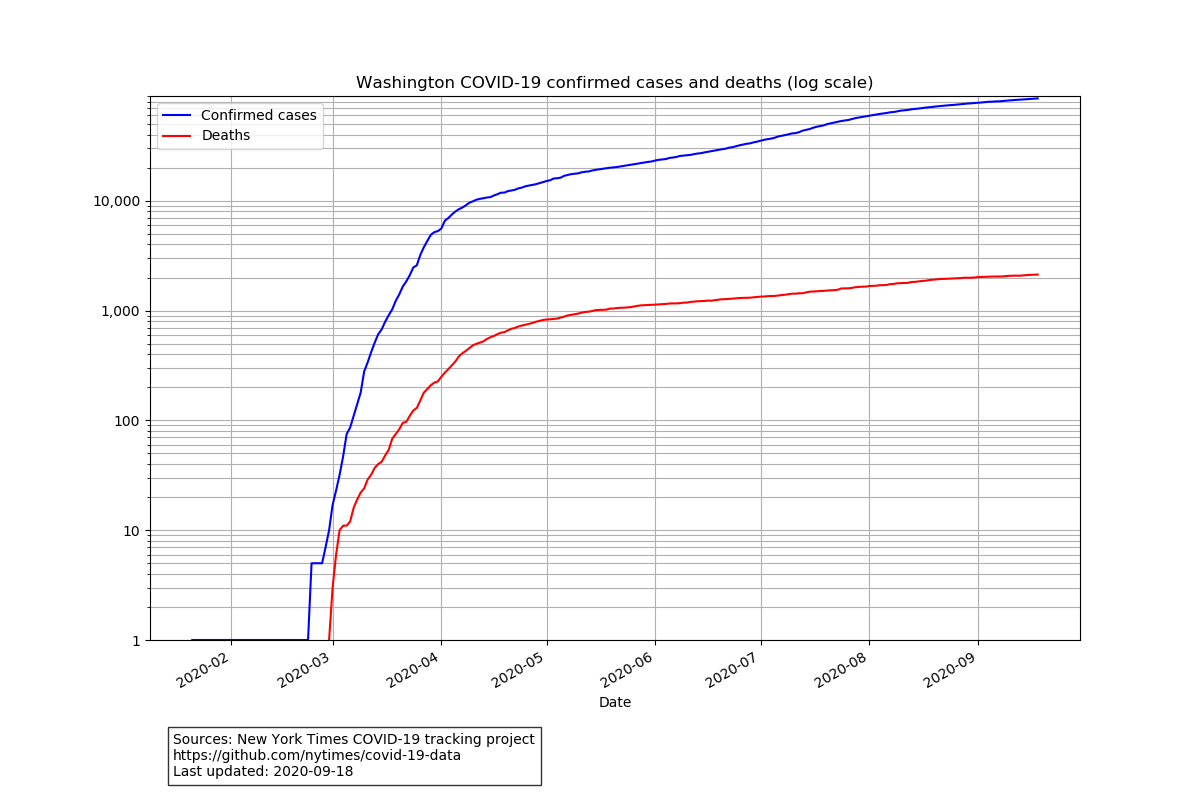 Washington COVID-19 confirmed cases and deaths (log scale)
Confirmed cases
Deaths
10,000
1,000
100
10
1
2020-02
2020-03
2020-04
2020-05
2020-06
2020-07
2020-08
2020-09
Date
Sources: New York Times COVID-19 tracking project
https://github.com/nytimes/covid-19-data
Last updated: 2020-09-18